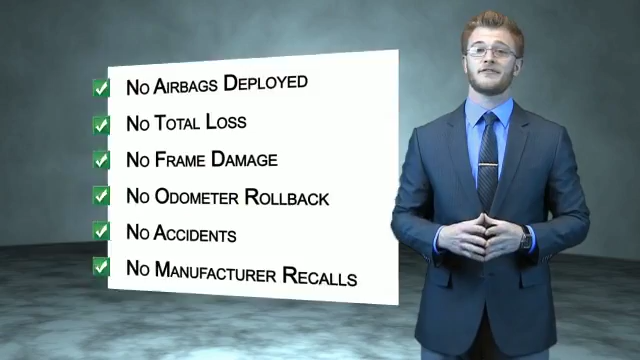 No Airbags Deployed
No Total Loss
No Frame Damage
No Odometer Rollback
No Accidents
No Manufacturer Recalls